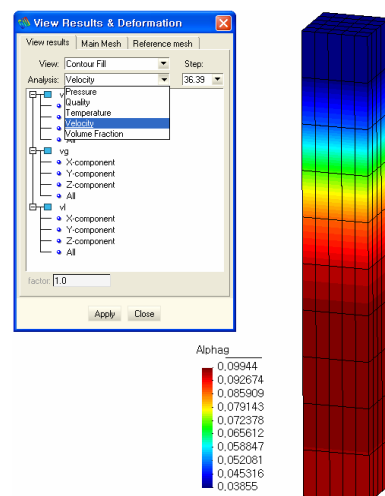 View Results & Deformation
View results Main Mesh Reference mesh
View: Contour Fill Step:
Analysis: Velocity 36.39
Pressure
Quality
Temperature
Velocity
Volume Fraction
All
vg
X-component
Y-component
Z-component
All
vl
X-component
Y-component
Z-component
All
factor: 1.0
Apply Close
Alphag
0,09944
0,092674
0,085909
0,079143
0,072378
0,065612
0,058847
0,052081
0,045316
0,03855